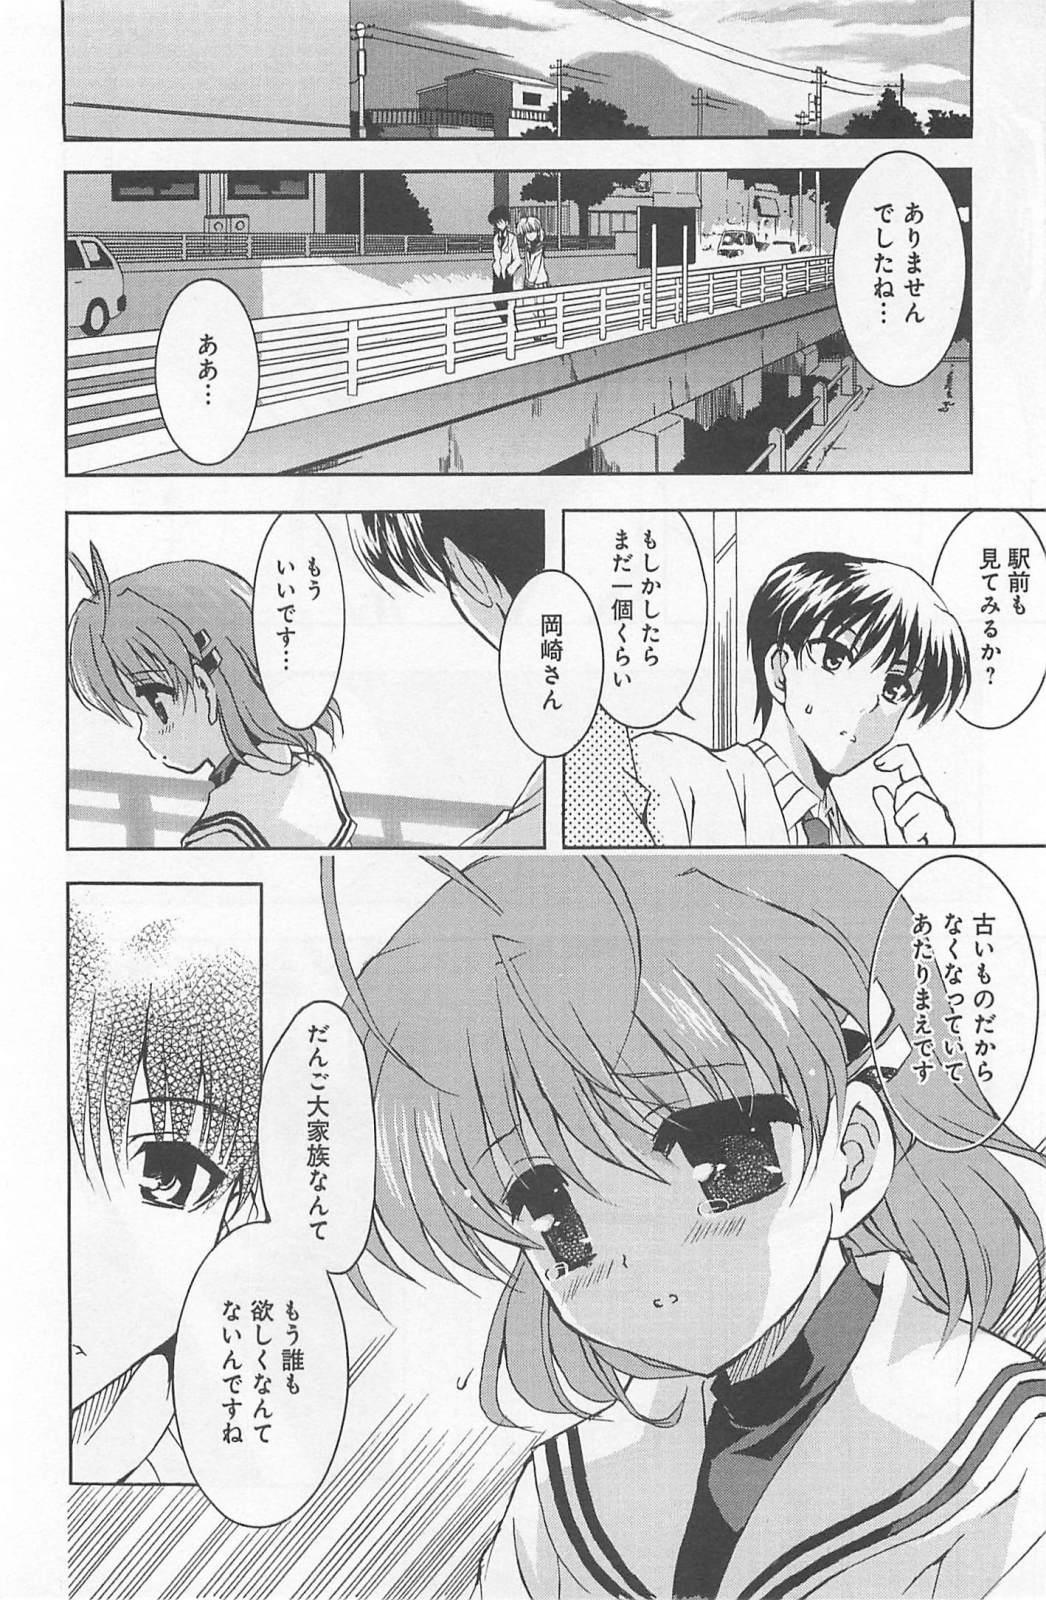 ありません
でしたね…
ああ…
駅前も
見てみるか？
もしかしたら
まだ一個くらい
岡崎さん
もう
いいです…
古いものだから
なくなっていて
あたりまえです
だんご大家族なんて
もう誰も
欲しくなんて
ないんですね